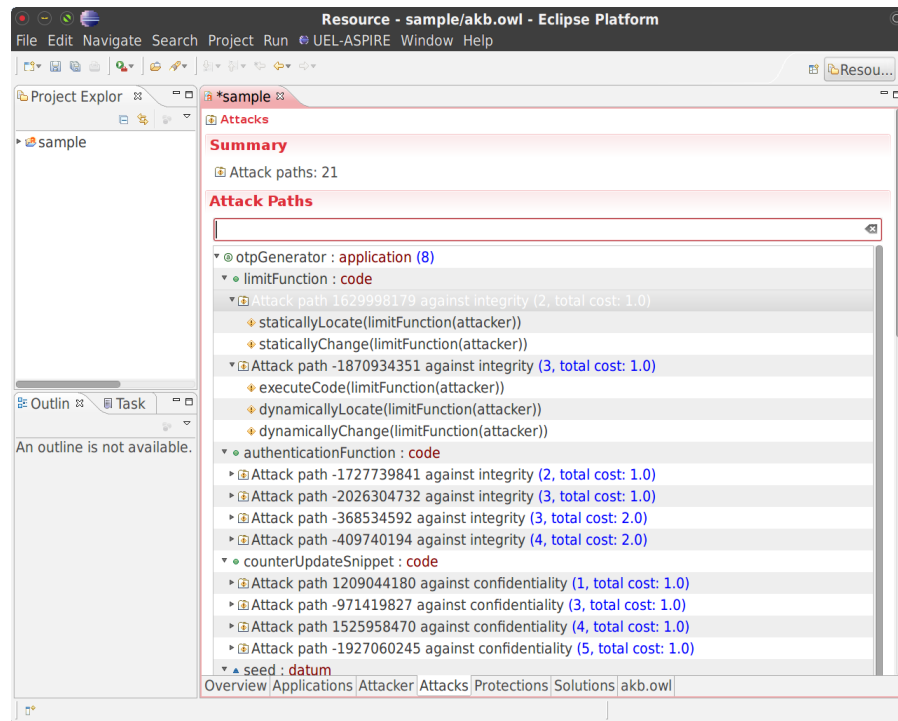 Resource - sample/akb.owl - Eclipse Platform
File Edit Navigate Search Project Run UEL-ASPIRE Window Help
Resou...
Project Explor
*sample
Attacks
sample
Summary
Attack paths: 21
Attack Paths
otpGenerator : application (8)
limitFunction : code
Attack path 1629998179 against integrity (2, total cost: 1.0)
staticallyLocate(limitFunction(attacker))
staticallyChange(limitFunction(attacker))
Attack path -1870934351 against integrity (3, total cost: 1.0)
executeCode(limitFunction(attacker))
dynamicallyLocate(limitFunction(attacker))
dynamicallyChange(limitFunction(attacker))
Outlin Task
An outline is not available.
authenticationFunction : code
Attack path -1727739841 against integrity (2, total cost: 1.0)
Attack path -2026304732 against integrity (3, total cost: 1.0)
Attack path -368534592 against integrity (3, total cost: 2.0)
Attack path -409740194 against integrity (4, total cost: 2.0)
counterUpdateSnippet : code
Attack path 1209044180 against confidentiality (1, total cost: 1.0)
Attack path -971419827 against confidentiality (3, total cost: 1.0)
Attack path 1525958470 against confidentiality (4, total cost: 1.0)
Attack path -1927060245 against confidentiality (5, total cost: 1.0)
seed : datum
Overview Applications Attacker Attacks Protections Solutions akb.owl